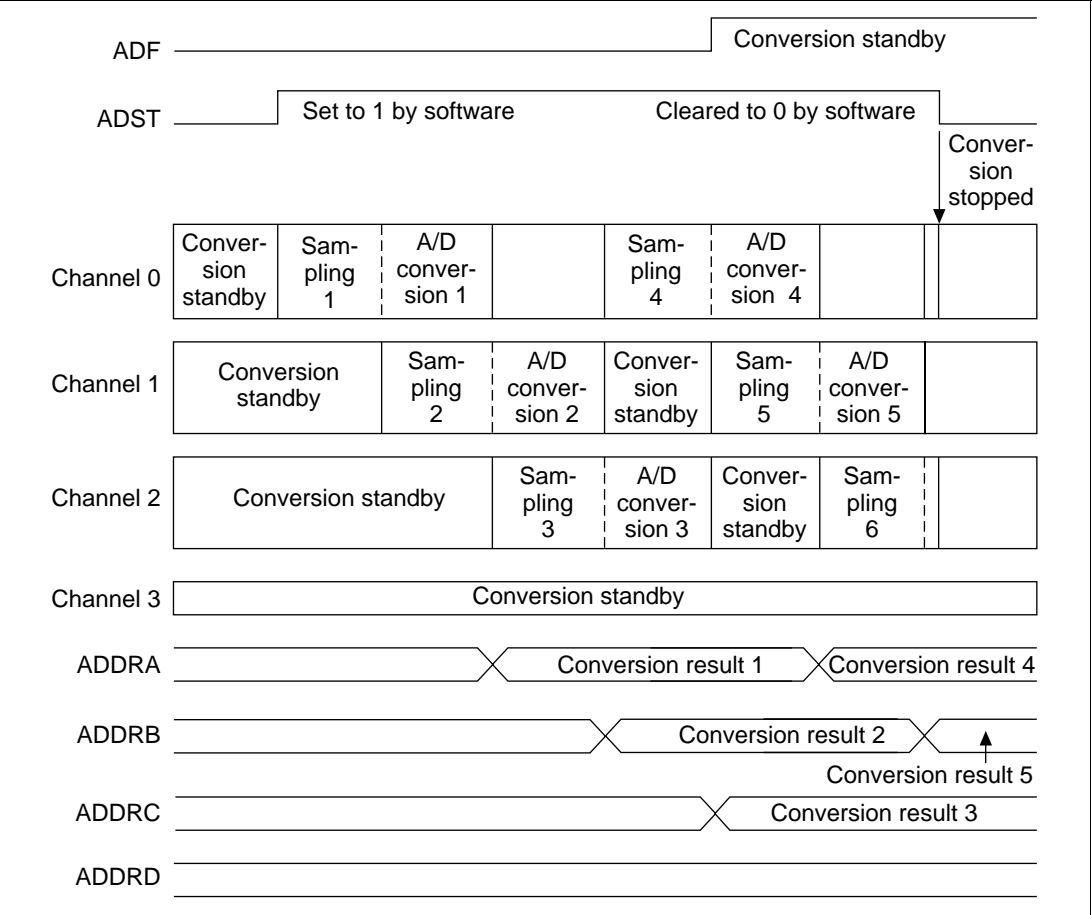 ADF
Conversion standby
ADST
Set to 1 by software
Cleared to 0 by software
Conver-
sion
stopped
Channel 0
Conver-
sion
standby
Sam-
pling
1
A/D
conver-
sion 1
Sam-
pling
4
A/D
conver-
sion 4
Channel 1
Conversion
standby
Sam-
pling
2
A/D
conver-
sion 2
Conver-
sion
standby
Sam-
pling
5
A/D
conver-
sion 5
Channel 2
Conversion standby
Sam-
pling
3
A/D
conver-
sion 3
Conver-
sion
standby
Sam-
pling
6
Channel 3
Conversion standby
ADDRA
Conversion result 1
Conversion result 4
ADDRB
Conversion result 2
Conversion result 5
ADDRC
Conversion result 3
ADDRD